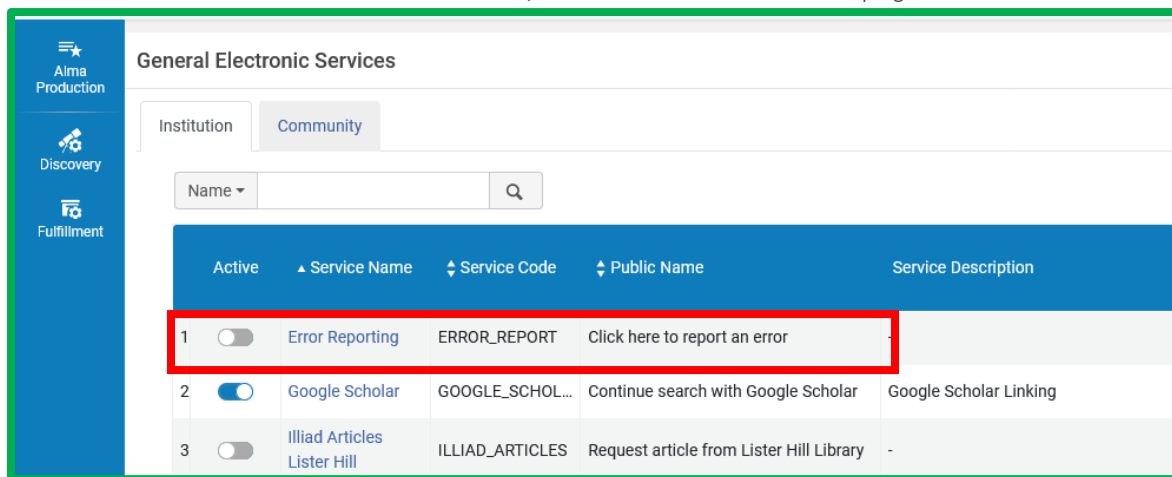 Alma
Production
Discovery
Fulfillment
General Electronic Services
Institution Community
Name
Active Service Name Service Code Public Name Service Description
1 Error Reporting ERROR_REPORT Click here to report an error -
2 Google Scholar GOOGLE_SCHOL... Continue search with Google Scholar Google Scholar Linking
3 Illiad Articles
Lister Hill ILLIAD_ARTICLES Request article from Lister Hill Library -